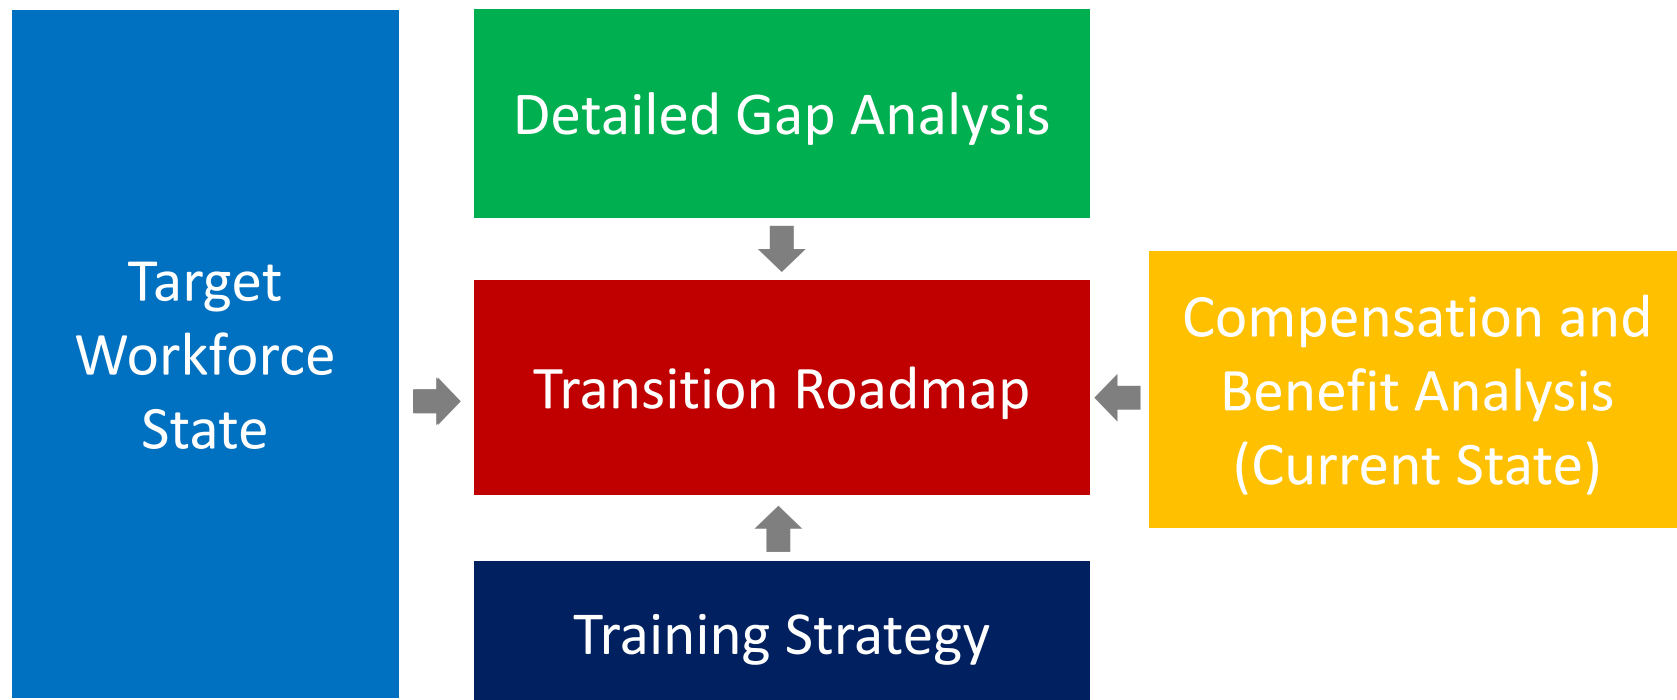 Detailed Gap Analysis
Target
Workforce
State
Transition Roadmap
Compensation and
Benefit Analysis
(Current State)
Training Strategy